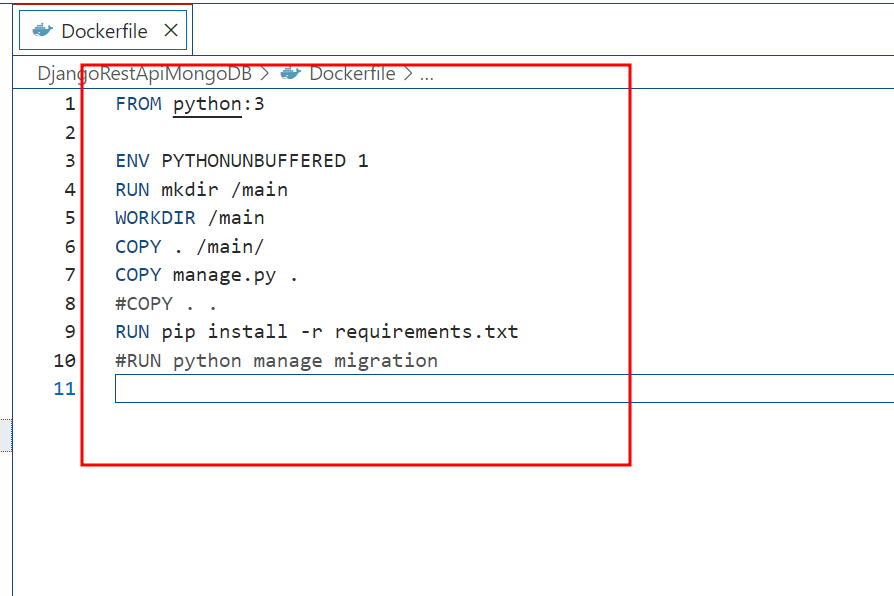 Dockerfile
DjangoRestApiMongoDB > Dockerfile > ...
1 FROM python:3
2
3 ENV PYTHONUNBUFFERED 1
4 RUN mkdir /main
5 WORKDIR /main
6 COPY . /main/
7 COPY manage.py .
8 #COPY . .
9 RUN pip install -r requirements.txt
10 #RUN python manage migration
11